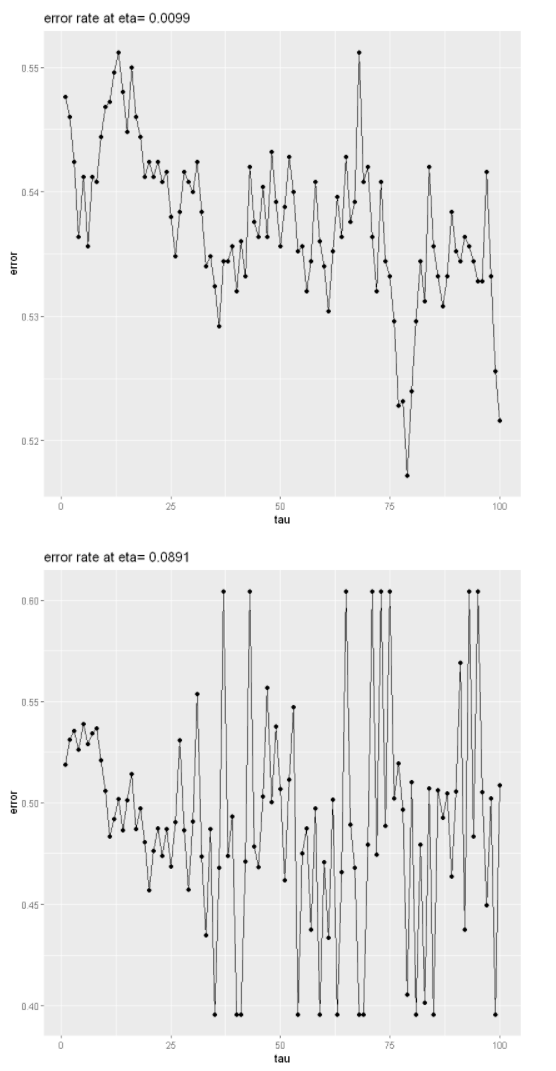 error rate at eta= 0.0099
0.55
0.54
0.53
0.52
error
0 25 50 75 100
tau
error rate at eta= 0.0891
0.60
0.55
0.50
0.45
0.40
error
0 25 50 75 100
tau